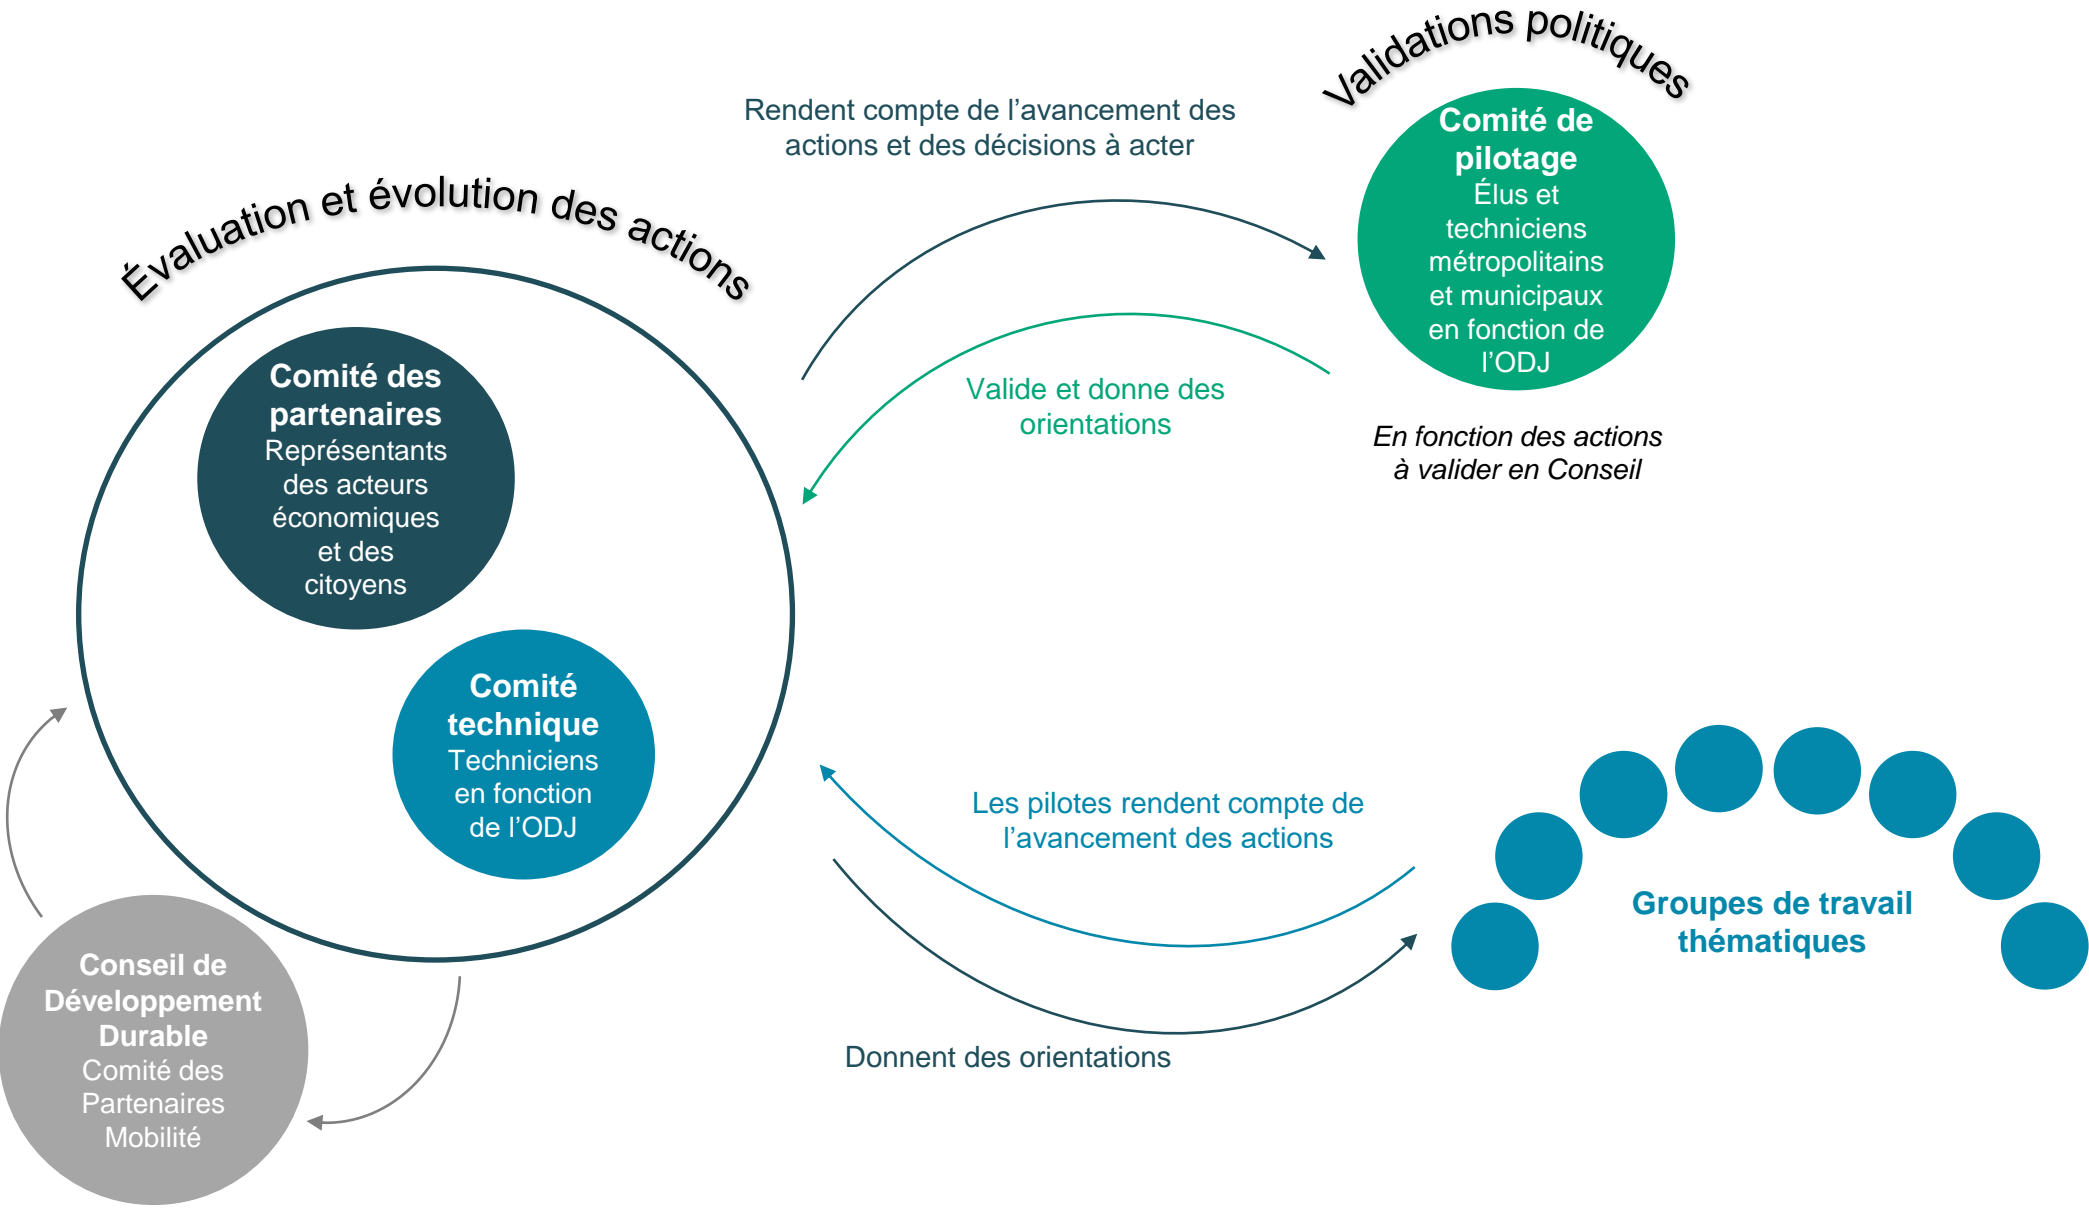 Validations politiques
Comité de
pilotage
Élus et
techniciens
métropolitains
et municipaux
en fonction de
l’ODJ
En fonction des actions
à valider en Conseil
Rendent compte de l’avancement des
actions et des décisions à acter
Valide et donne des
orientations
Évaluation et évolution des actions
Comité des
partenaires
Représentants
des acteurs
économiques
et des
citoyens
Comité
technique
Techniciens
en fonction
de l’ODJ
Les pilotes rendent compte de
l’avancement des actions
Groupes de travail
thématiques
Donnent des orientations
Conseil de
Développement
Durable
Comité des
Partenaires
Mobilité